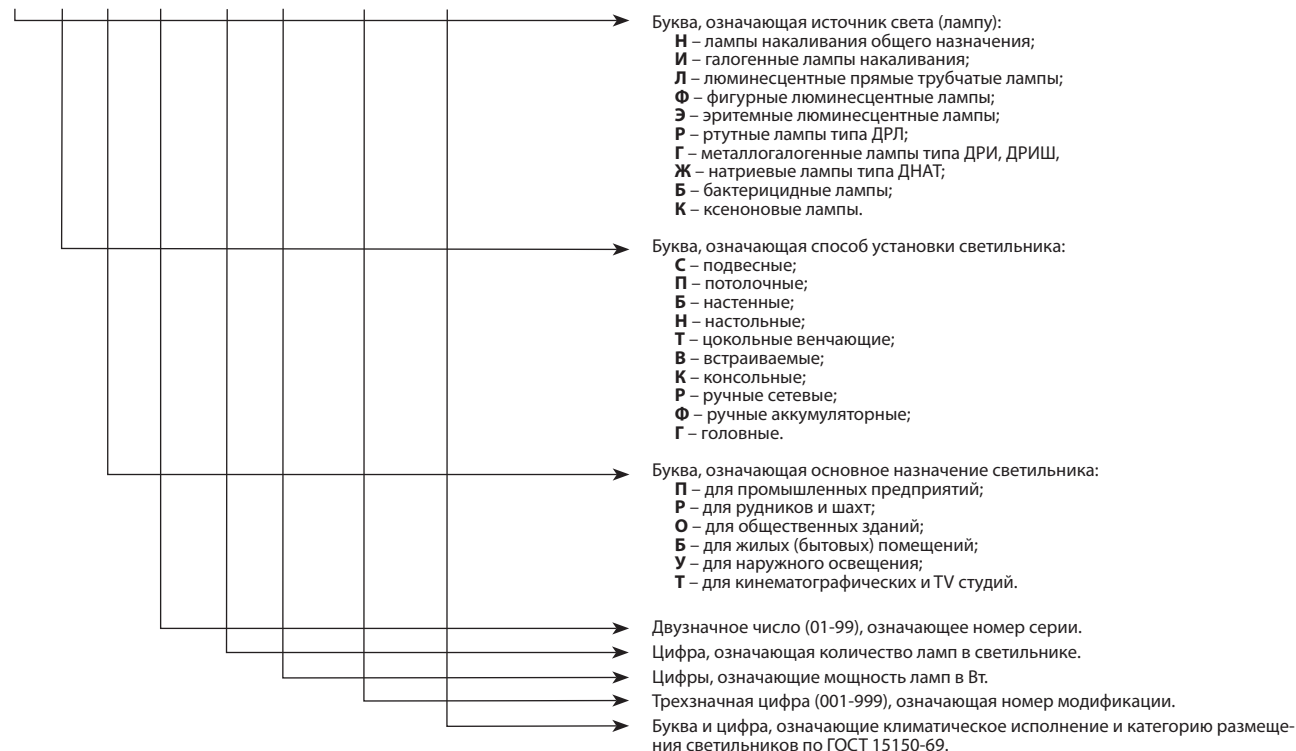 Буква, означающая источник света (лампу):
Н – лампы накаливания общего назначения;
И – галогенные лампы накаливания;
Л – люминесцентные прямые трубчатые лампы;
Ф – фигурные люминесцентные лампы;
Э – эритемные люминесцентные лампы;
Р – ртутные лампы типа ДРЛ;
Г – металлогалогенные лампы типа ДРИ, ДРИШ,
Ж – натриевые лампы типа ДНАТ;
Б – бактерицидные лампы;
К – ксеноновые лампы.
Буква, означающая способ установки светильника:
С – подвесные;
П – потолочные;
Б – настенные;
Н – настольные;
Т – цокольные венчающие;
В – встраиваемые;
К – консольные;
Р – ручные сетевые;
Ф – ручные аккумуляторные;
Г – головные.
Буква, означающая основное назначение светильника:
П – для промышленных предприятий;
Р – для рудников и шахт;
О – для общественных зданий;
Б – для жилых (бытовых) помещений;
У – для наружного освещения;
Т – для кинематографических и TV студий.
Двузначное число (01-99), означающее номер серии.
Цифра, означающая количество ламп в светильнике.
Цифры, означающие мощность ламп в Вт.
Трехзначная цифра (001-999), означающая номер модификации.
Буква и цифра, означающие климатическое исполнение и категорию размеще-
ния светильников по ГОСТ 15150-69.